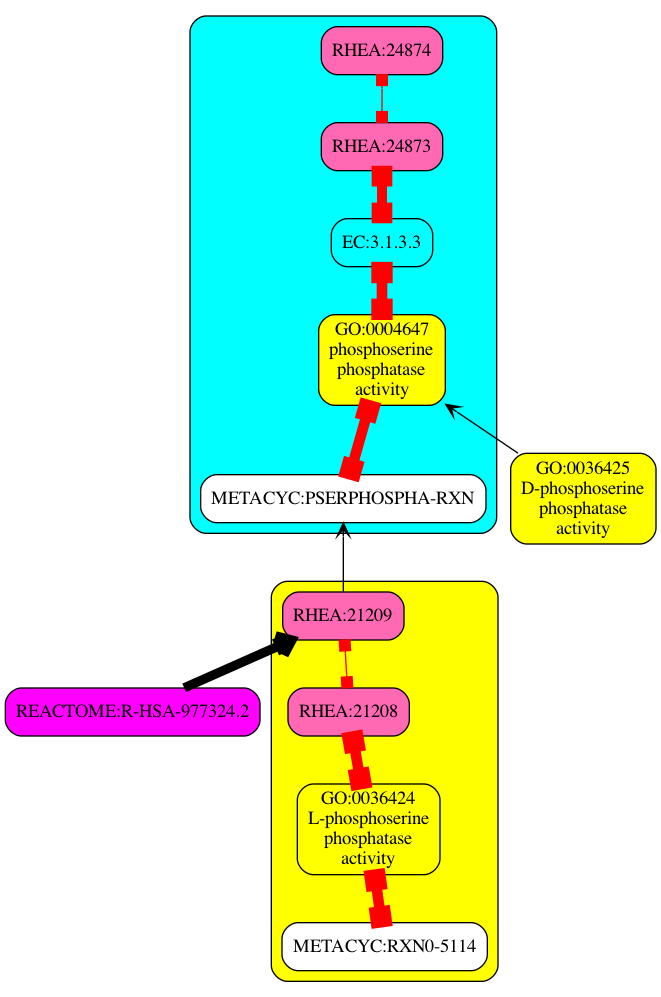 RHEA:24874
RHEA:24873
EC:3.1.3.3
GO:0004647
phosphoserine
phosphatase
activity
GO:0036425
D-phosphoserine
phosphatase
activity
METACYC:PSERPHOSPHA-RXN
RHEA:21209
REACTOME:R-HSA-977324.2
RHEA:21208
GO:0036424
L-phosphoserine
phosphatase
activity
METACYC:RXN0-5114